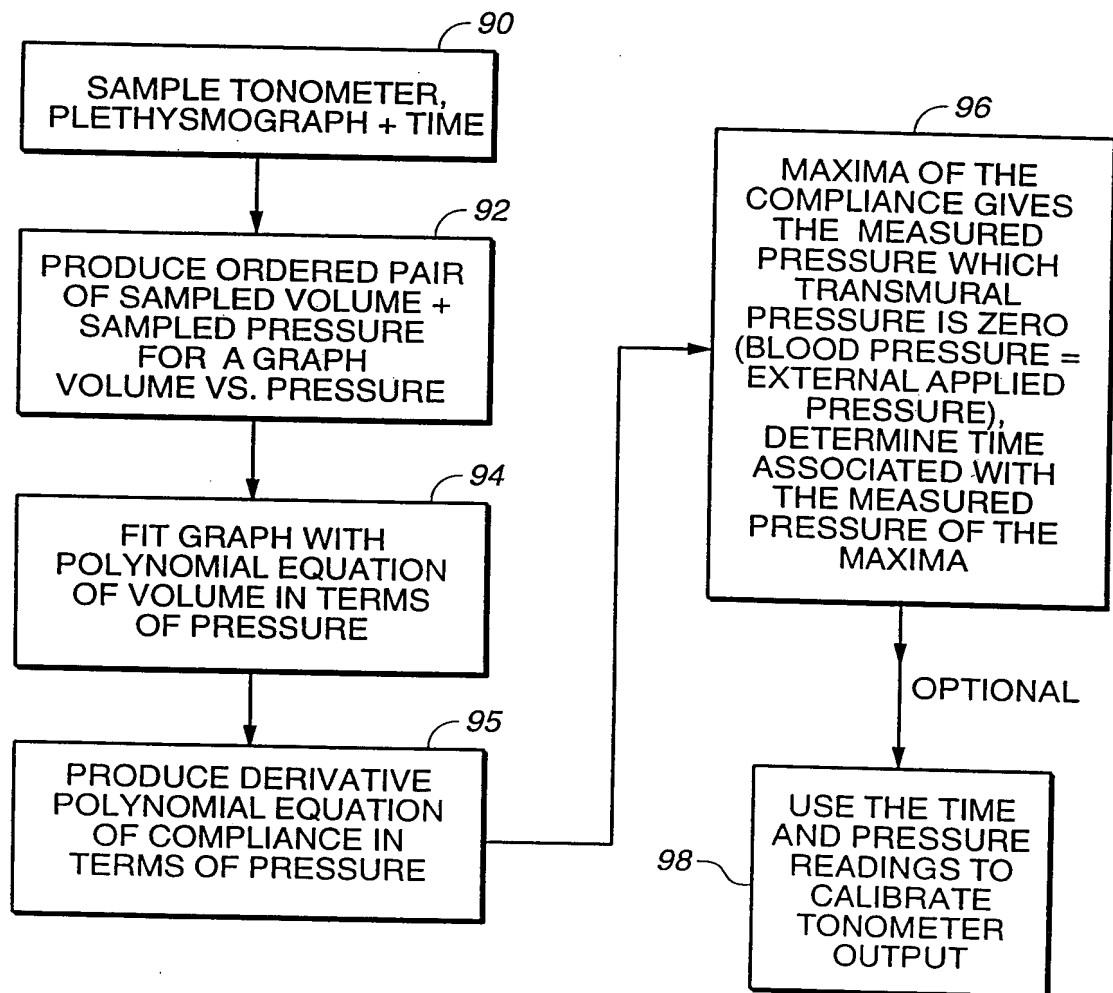 90
SAMPLE TONOMETER,
PLETHYSMOGRAPH + TIME
92
PRODUCE ORDERED PAIR
OF SAMPLED VOLUME +
SAMPLED PRESSURE
FOR A GRAPH
VOLUME VS. PRESSURE
94
FIT GRAPH WITH
POLYNOMIAL EQUATION
OF VOLUME IN TERMS
OF PRESSURE
95
PRODUCE DERIVATIVE
POLYNOMIAL EQUATION
OF COMPLIANCE IN
TERMS OF PRESSURE
96
MAXIMA OF THE
COMPLIANCE GIVES
THE MEASURED
PRESSURE WHICH
TRANSMURAL
PRESSURE IS ZERO
(BLOOD PRESSURE =
EXTERNAL APPLIED
PRESSURE),
DETERMINE TIME
ASSOCIATED WITH
THE MEASURED
PRESSURE OF THE
MAXIMA
OPTIONAL
98
USE THE TIME
AND PRESSURE
READINGS TO
CALIBRATE
TONOMETER
OUTPUT